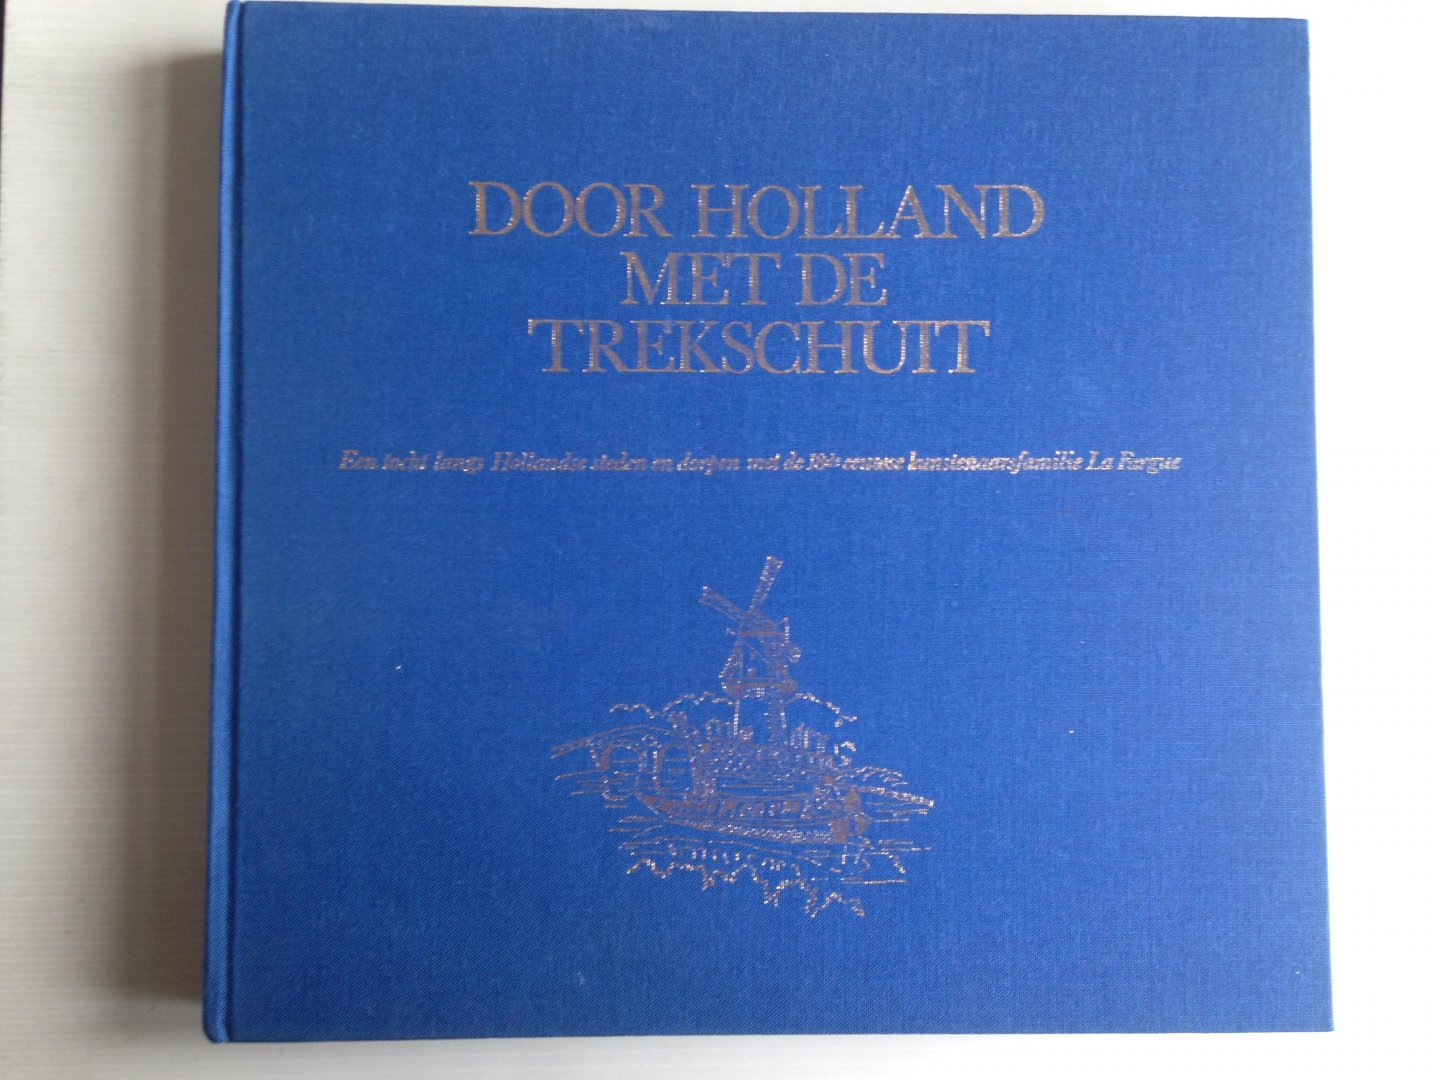 DOOR HOLLAND
MET DE
TREKSCHUIT
Een tocht langs Hollandse steden en dorpen met de 18de eeuwse kunstenaarsfamilie La Fargue